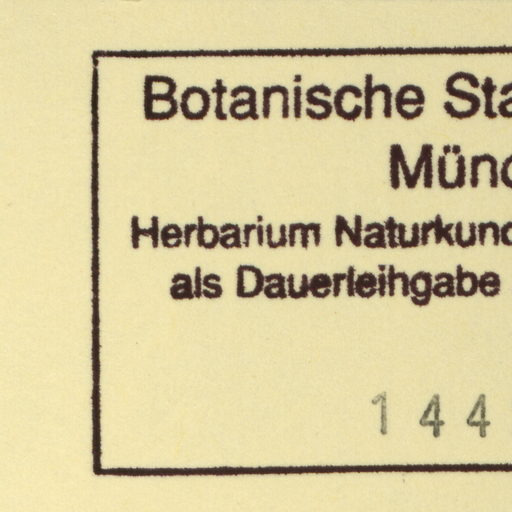 Botanische Sta
Münc
Herbarium Naturkund
als Dauerleihgabe
144